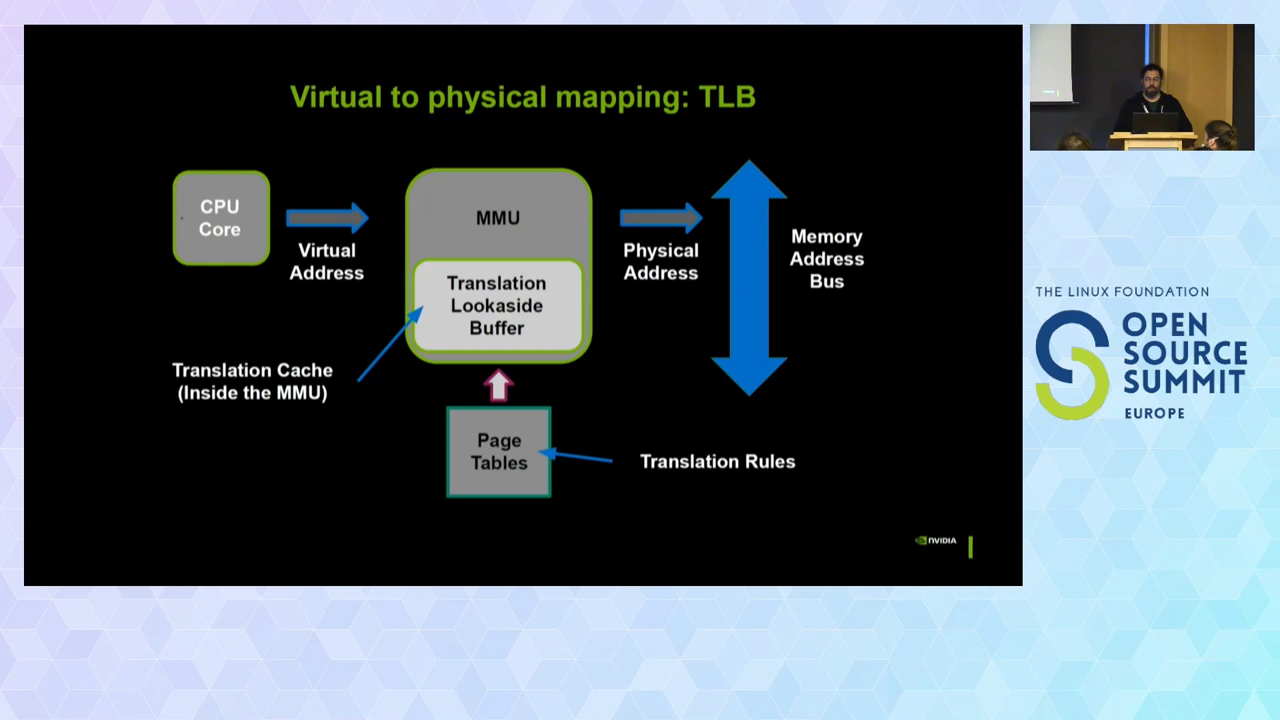 Virtual to physical mapping: TLB
CPU
Core
Virtual
Address
MMU
Translation
Lookaside
Buffer
Physical
Address
Memory
Address
Bus
Translation Cache
(Inside the MMU)
Page
Tables
Translation Rules
NVIDIA
THE LINUX FOUNDATION
OPEN
SOURCE
SUMMIT
EUROPE